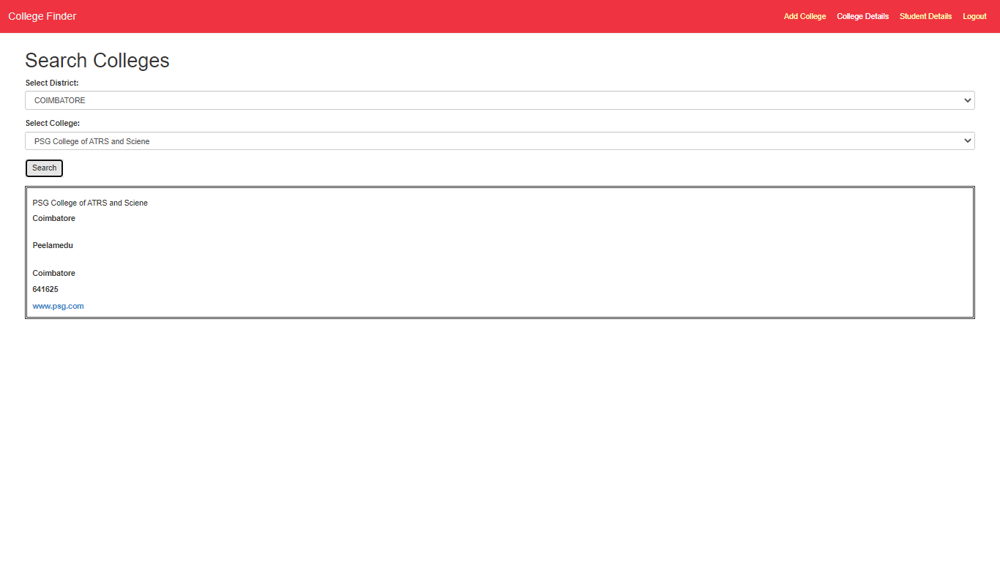 College Finder
Add College College Details Student Details Logout
Search Colleges
Select District:
COIMBATORE
Select College:
PSG College of ATRS and Sciene
Search
PSG College of ATRS and Sciene
Coimbatore
Peelamedu
Coimbatore
641625
www.psg.com